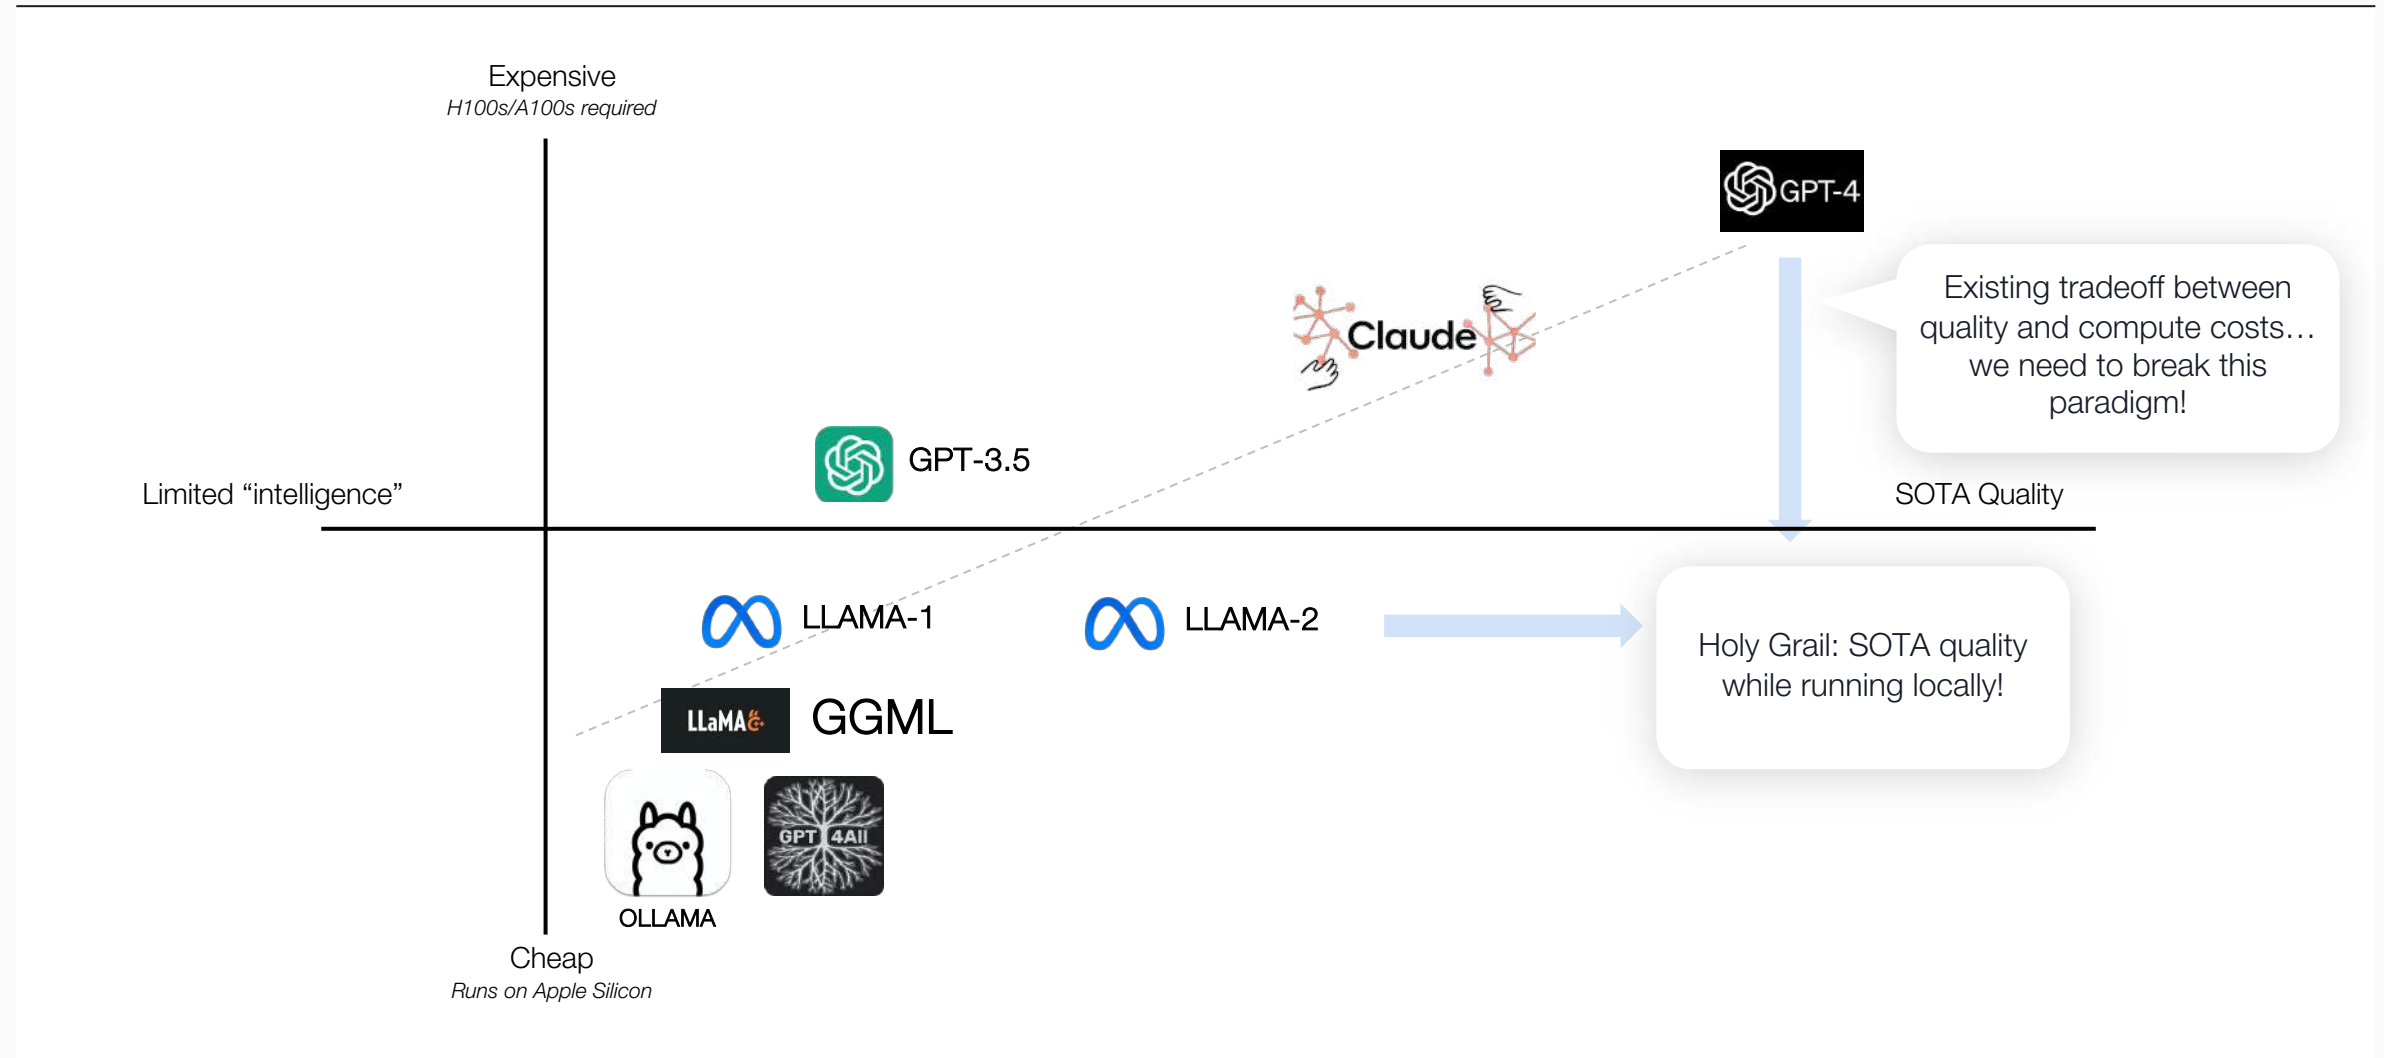 Expensive
H100s/A100s required
GPT-4
Existing tradeoff between
quality and compute costs…
we need to break this
paradigm!
Claude
GPT-3.5
Limited “intelligence”
SOTA Quality
LLAMA-1
LLAMA-2
Holy Grail: SOTA quality
while running locally!
LLaMA C++
GGML
GPT 4All
OLLAMA
Cheap
Runs on Apple Silicon